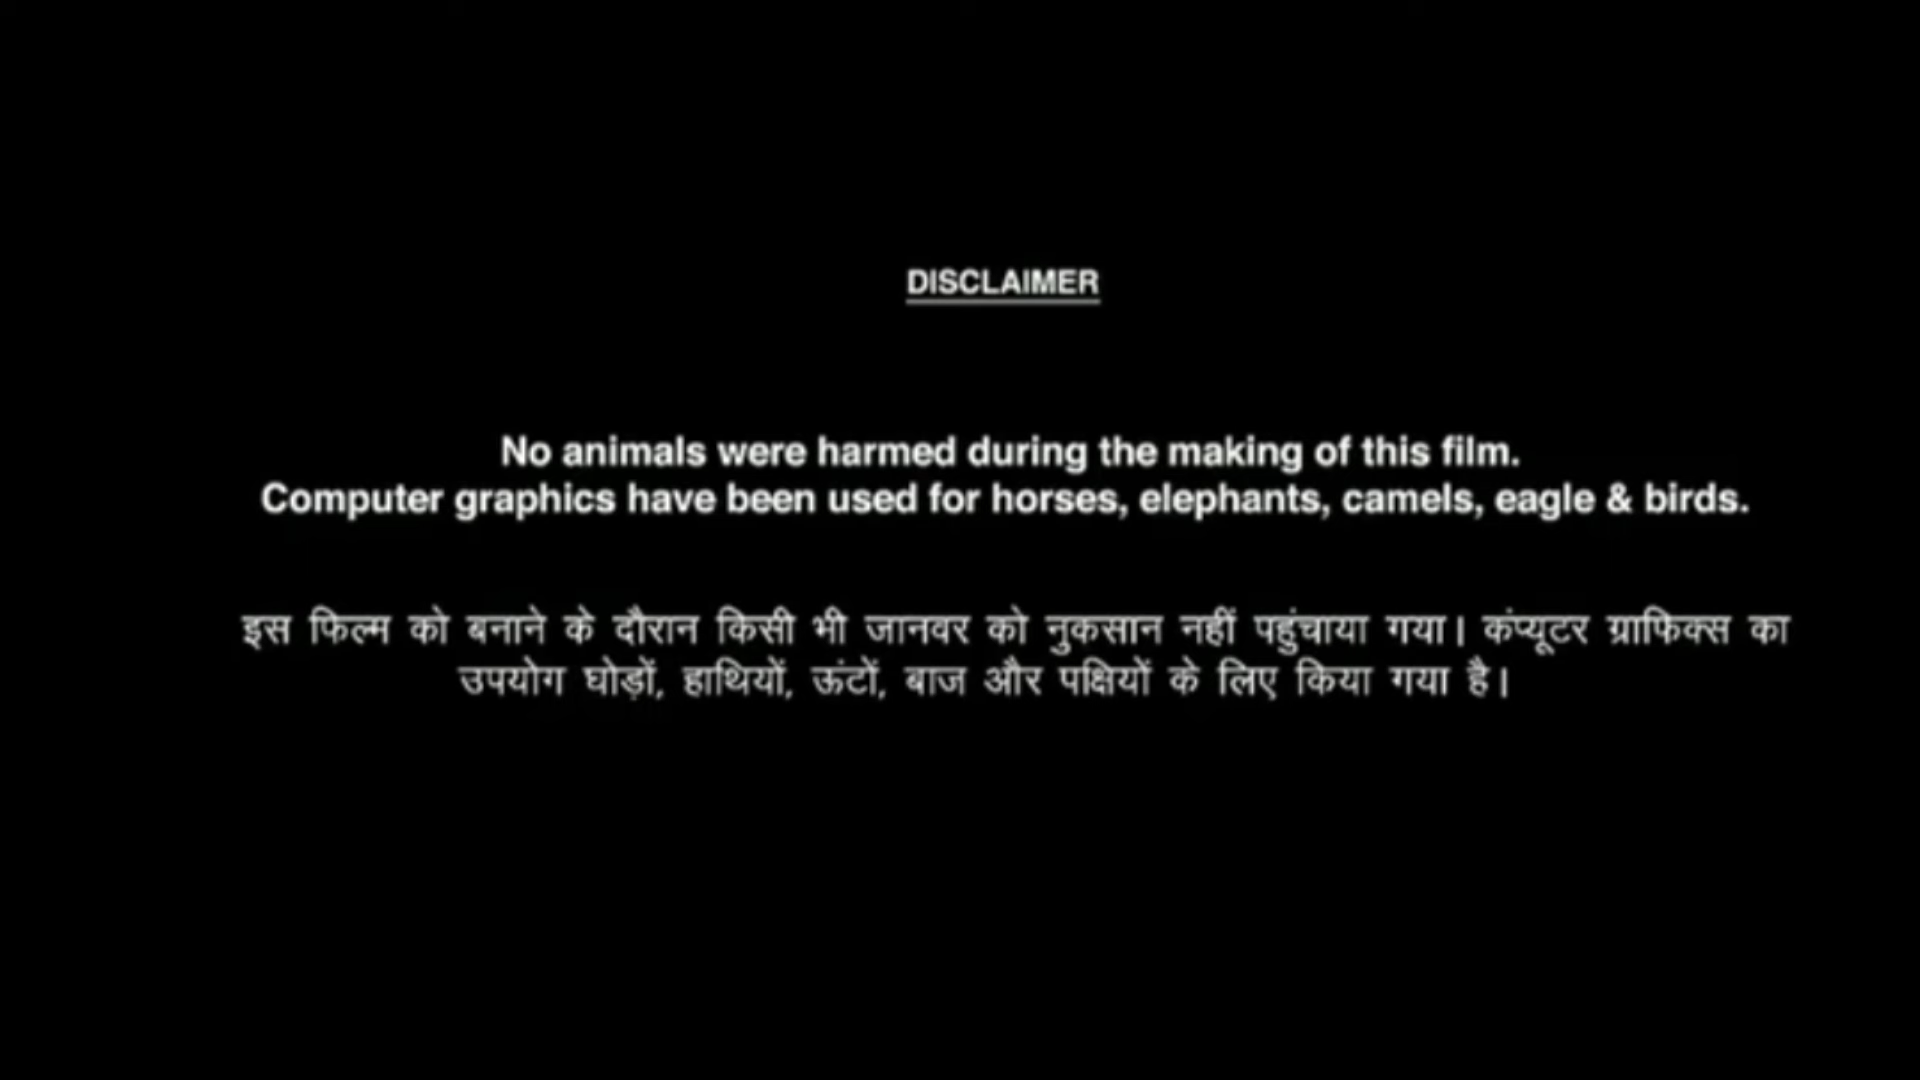 DISCLAIMER
No animals were harmed during the making of this film.
Computer graphics have been used for horses, elephants, camels, eagle & birds.
इस फिल्म को बनाने के दौरान किसी भी जानवर को नुकसान नहीं पहुंचाया गया। कंप्यूटर ग्राफिक्स का
उपयोग घोड़ों, हाथियों, ऊंटों, बाज और पक्षियों के लिए किया गया है।